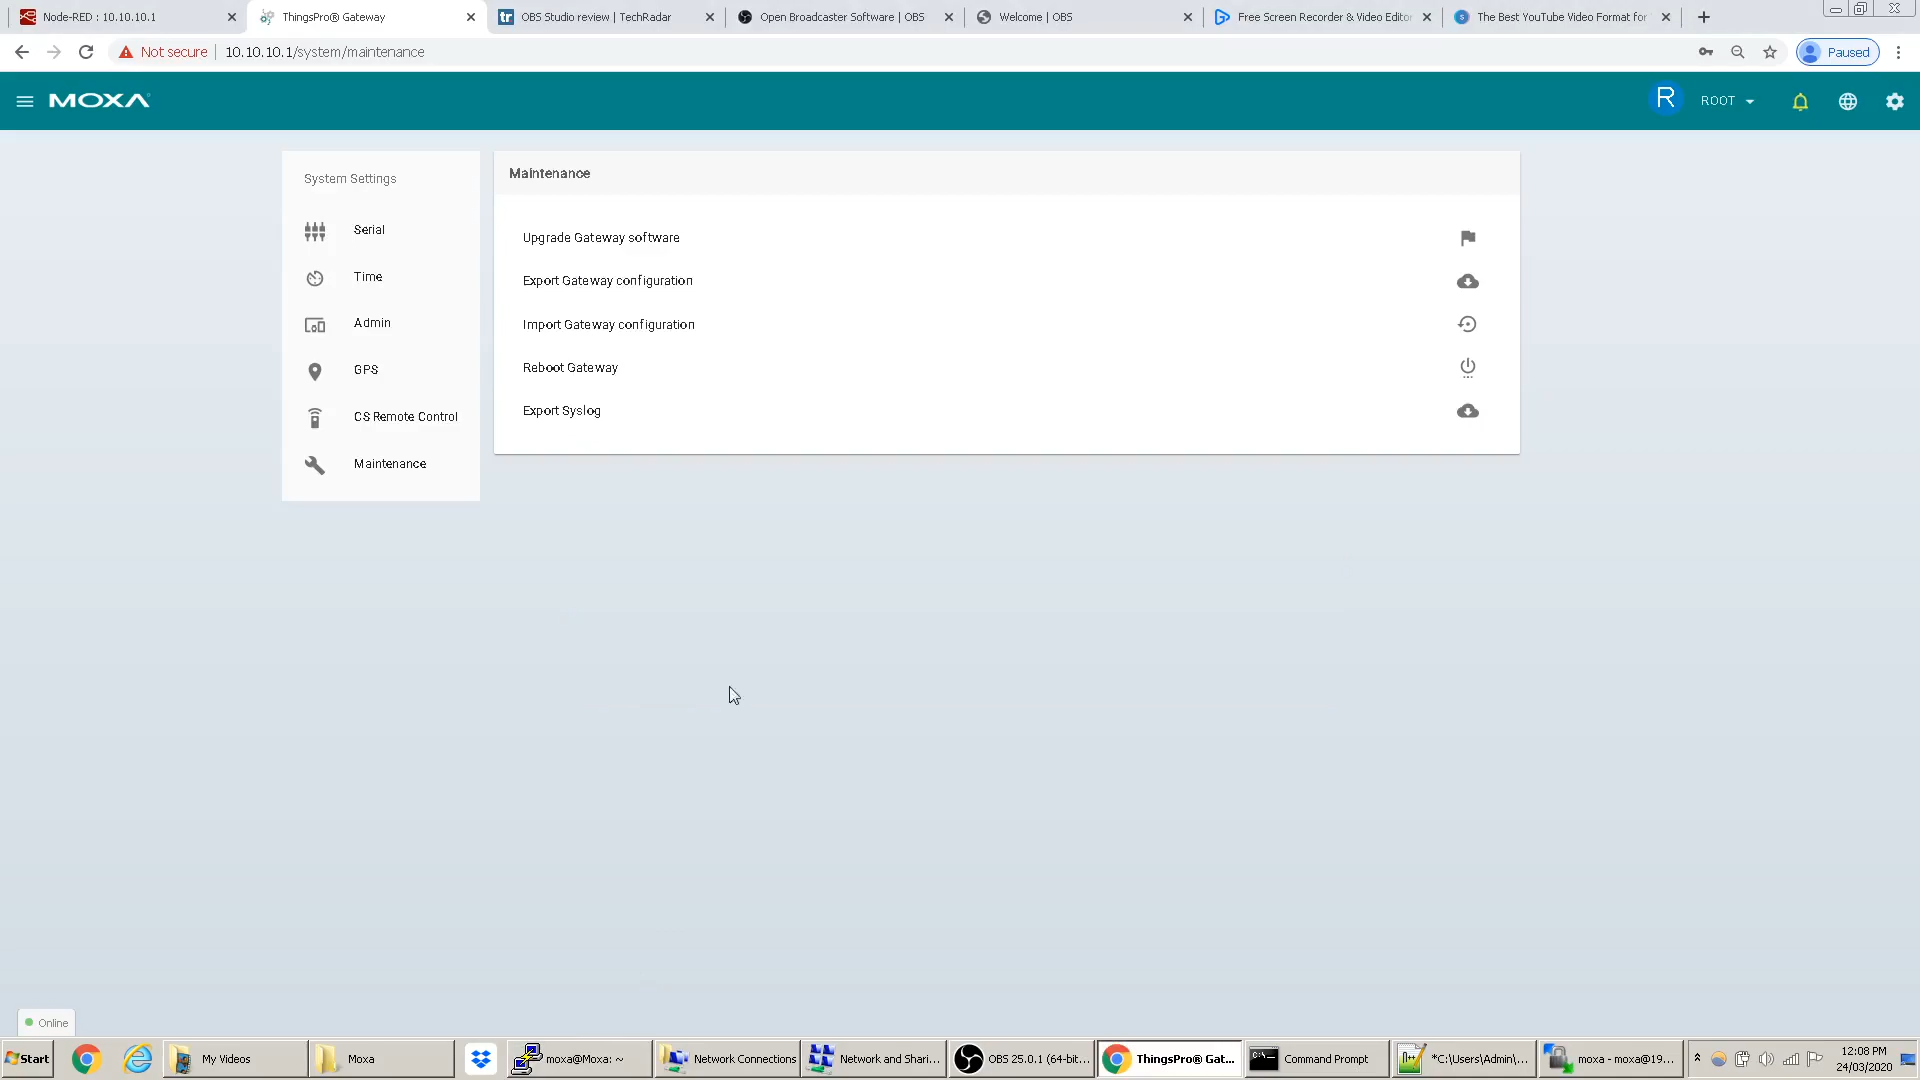 Node-RED : 10.10.10.1
ThingsPro® Gateway
OBS Studio review | TechRadar
Open Broadcaster Software | OBS
Welcome | OBS
Free Screen Recorder & Video Editor
The Best YouTube Video Format for
Not secure
10.10.10.1/system/maintenance
Paused
MOXA
R
ROOT
System Settings
Serial
Time
Admin
GPS
CS Remote Control
Maintenance
Maintenance
Upgrade Gateway software
Export Gateway configuration
Import Gateway configuration
Reboot Gateway
Export Syslog
Online
Start
My Videos
Moxa
moxa@Moxa: ~
Network Connections
Network and Shari...
OBS 25.0.1 (64-bit...
ThingsPro® Gat...
Command Prompt
*C:\Users\Admin\...
moxa - moxa@19...
12:08 PM
24/03/2020